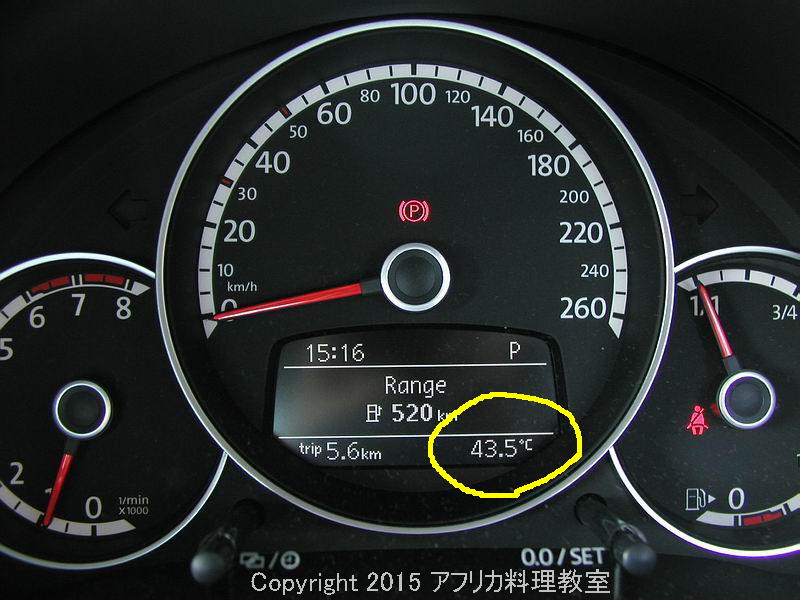 100
80 120
60 140
50 160
40 180
30 200
20 220
10 240
km/h
0 260
5 6 7 8
2 1 0
1/min
X1000
15:16 P
Range
520 km
trip 5.6km 43.5°C
1/1 3/4
0
0.0/SET
(P)
Copyright 2015 アフリカ料理教室